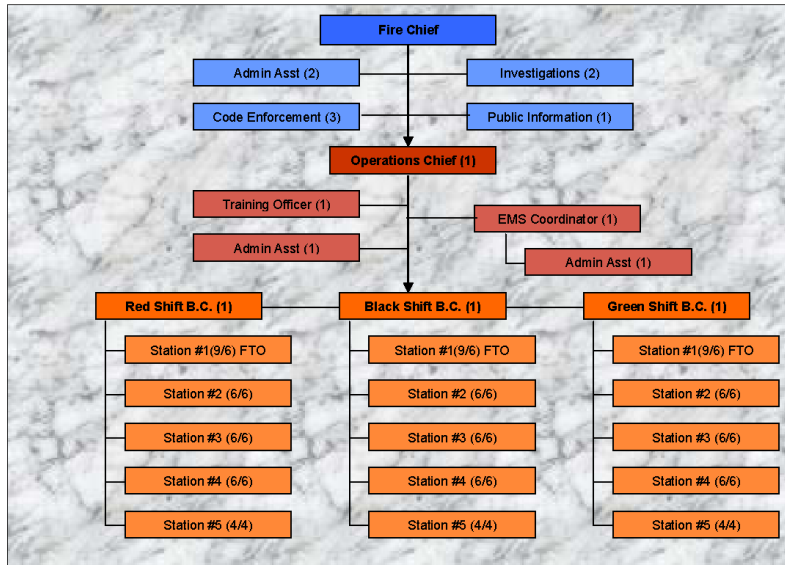 Fire Chief
Admin Asst (2)
Investigations (2)
Code Enforcement (3)
Public Information (1)
Operations Chief (1)
Training Officer (1)
EMS Coordinator (1)
Admin Asst (1)
Admin Asst (1)
Red Shift B.C. (1)
Black Shift B.C. (1)
Green Shift B.C. (1)
Station #1(9/6) FTO
Station #1(9/6) FTO
Station #1(9/6) FTO
Station #2 (6/6)
Station #2 (6/6)
Station #2 (6/6)
Station #3 (6/6)
Station #3 (6/6)
Station #3 (6/6)
Station #4 (6/6)
Station #4 (6/6)
Station #4 (6/6)
Station #5 (4/4)
Station #5 (4/4)
Station #5 (4/4)